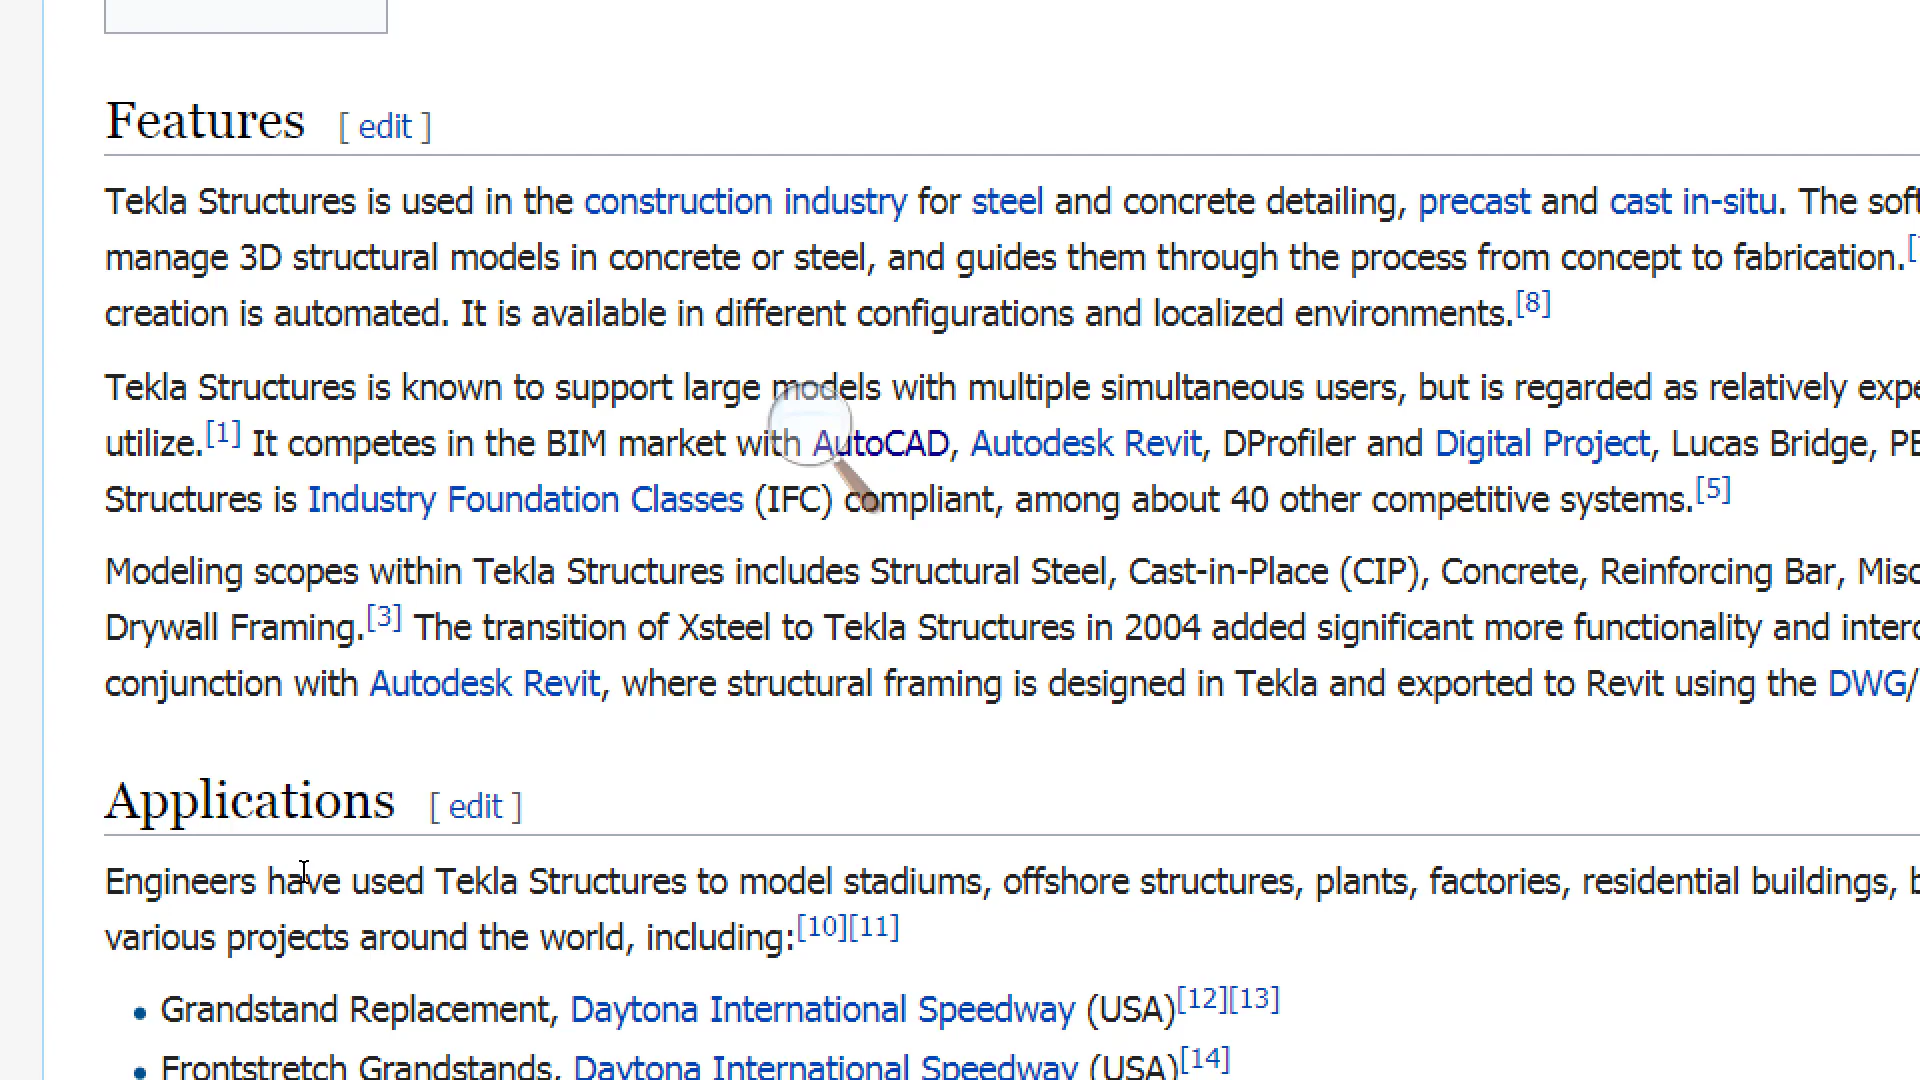 Features [ edit ]
Tekla Structures is used in the construction industry for steel and concrete detailing, precast and cast in-situ. The
manage 3D structural models in concrete or steel, and guides them through the process from concept to fabrication.
creation is automated. It is available in different configurations and localized environments.[8]
Tekla Structures is known to support large models with multiple simultaneous users, but is regarded as relatively
utilize.[1] It competes in the BIM market with AutoCAD, Autodesk Revit, DProfiler and Digital Project, Lucas Bridge,
Structures is Industry Foundation Classes (IFC) compliant, among about 40 other competitive systems.[5]
Modeling scopes within Tekla Structures includes Structural Steel, Cast-in-Place (CIP), Concrete, Reinforcing Bar,
Drywall Framing.[3] The transition of Xsteel to Tekla Structures in 2004 added significant more functionality and
conjunction with Autodesk Revit, where structural framing is designed in Tekla and exported to Revit using the DWG/
Applications [ edit ]
Engineers have used Tekla Structures to model stadiums, offshore structures, plants, factories, residential buildings,
various projects around the world, including:[10][11]
• Grandstand Replacement, Daytona International Speedway (USA)[12][13]
• Frontstretch Grandstands, Daytona International Speedway (USA)[14]